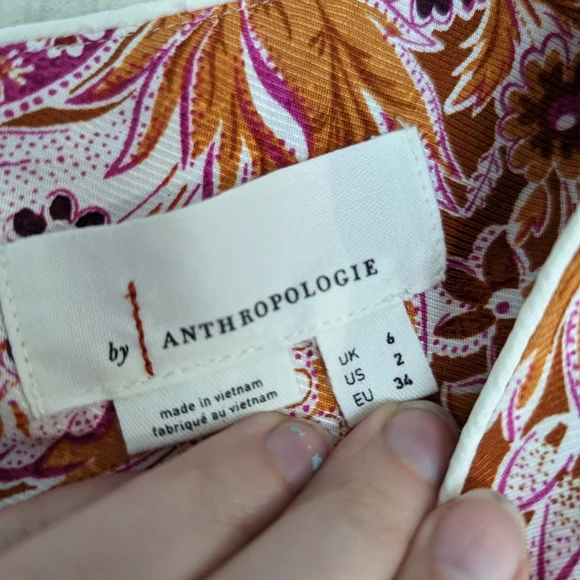 by ANTHROPOLOGIE
made in vietnam
fabriqué au vietnam
UK 6
US 2
EU 34